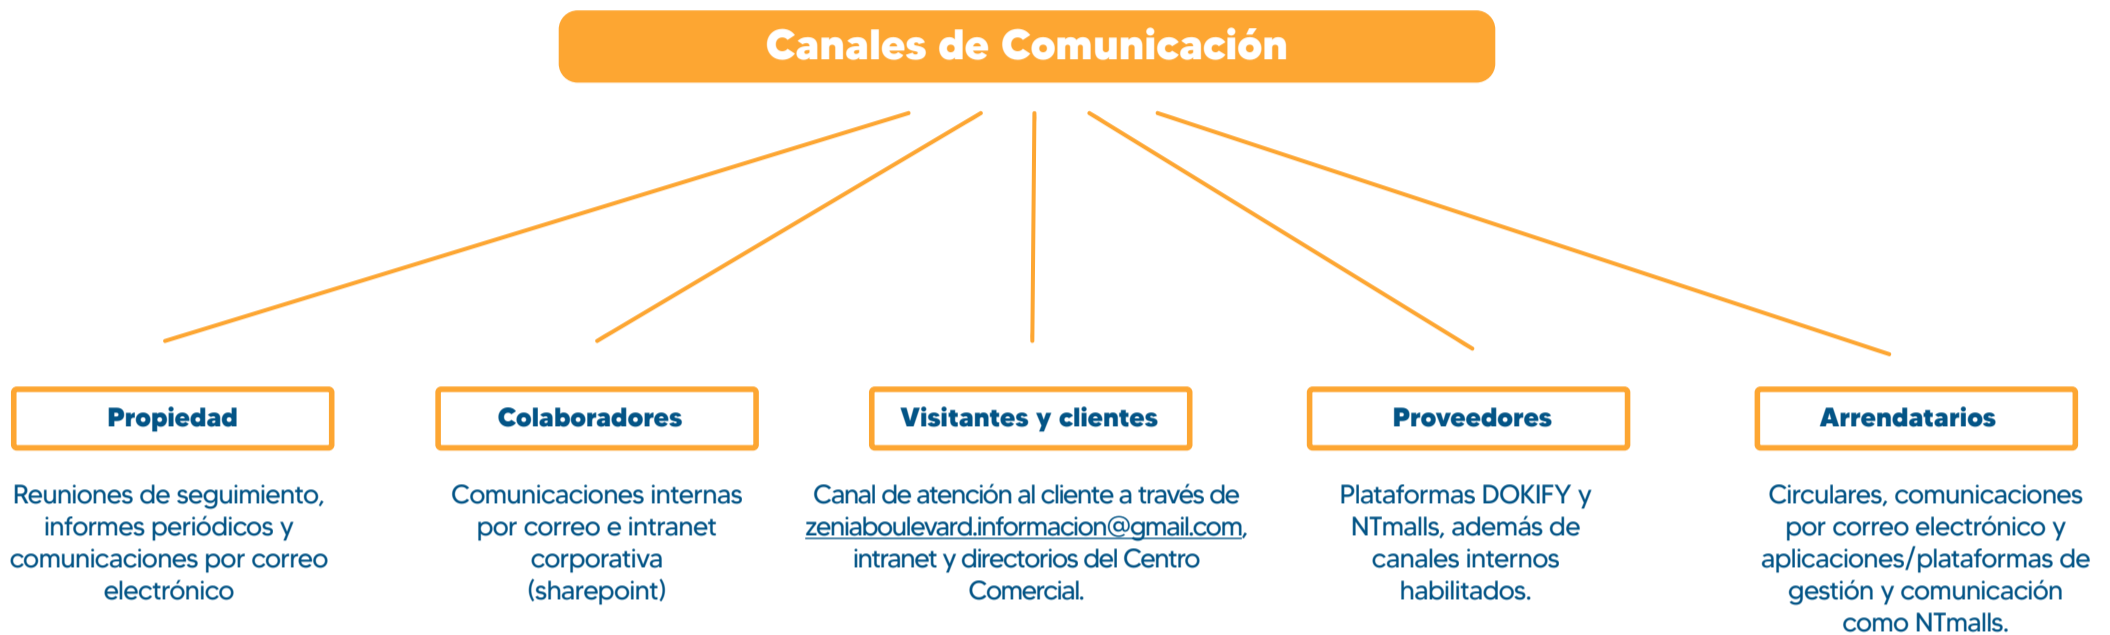 Canales de Comunicación
Propiedad
Reuniones de seguimiento,
informes periódicos y
comunicaciones por correo
electrónico
Colaboradores
Comunicaciones internas
por correo e intranet
corporativa
(sharepoint)
Visitantes y clientes
Canal de atención al cliente a través de
zeniaboulevard.informacion@gmail.com,
intranet y directorios del Centro
Comercial.
Proveedores
Plataformas DOKIFY y
NTmalls, además de
canales internos
habilitados.
Arrendatarios
Circulares, comunicaciones
por correo electrónico y
aplicaciones/plataformas de
gestión y comunicación
como NTmalls.